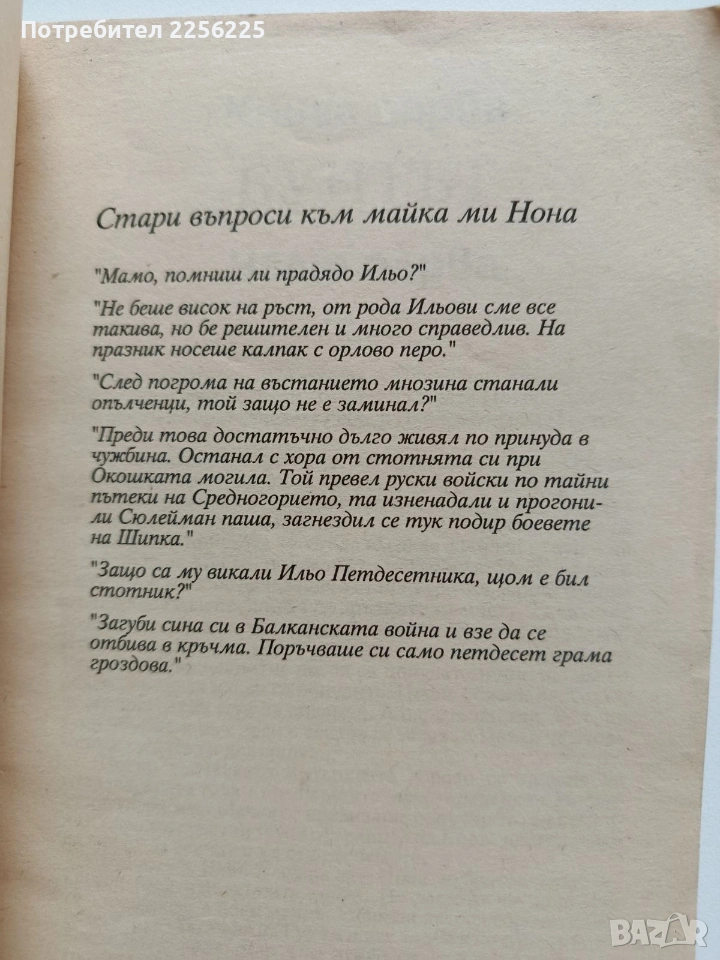 Потребител 2256225
Стари въпроси към майка ми Нона
"Мамо, помниш ли прадядо Ильо?"
"Не беше висок на ръст, от рода Ильови сме все
такива, но бе решителен и много справедлив. На
празник носеше калпак с орлово перо."
"След погрома на въстанието мнозина станали
опълченци, той защо не е заминал?"
"Преди това достатъчно дълго живял по принуда в
чужбина. Останал с хора от стотнята си при
Окошката могила. Той превел руски войски по тайни
пътеки на Средногорието, та изненадали и прогони-
ли Сюлейман паша, загнездил се тук подир боевете
на Шипка."
"Защо са му викали Ильо Петдесетника, щом е бил
стотник?"
"Загуби сина си в Балканската война и взе да се
отбива в кръчма. Поръчваше си само петдесет грама
гроздова."
BAZAR